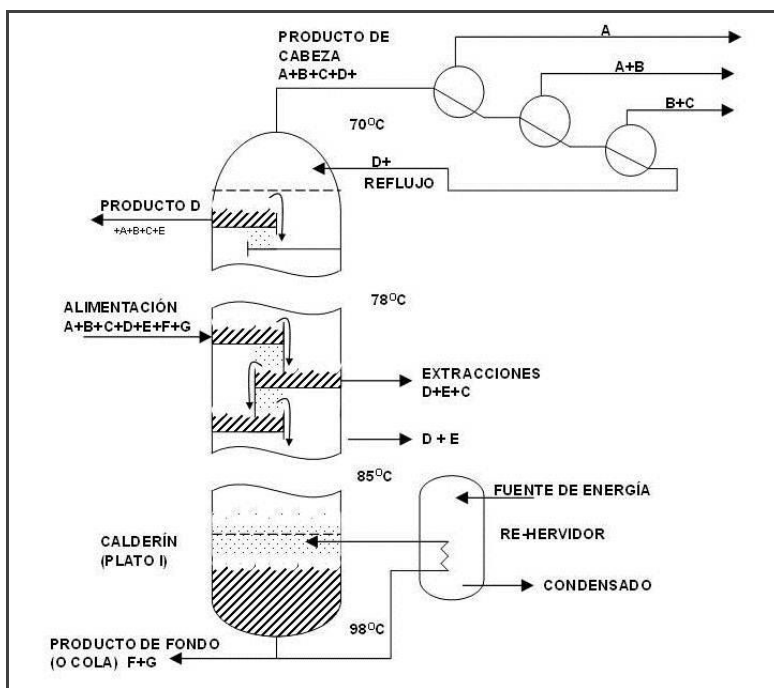 PRODUCTO DE
CABEZA
A+B+C+D+
A
A+B
B+C
70°C
D+
REFLUJO
PRODUCTO D
+A+B+C+E
ALIMENTACIÓN
A+B+C+D+E+F+G
78°C
EXTRACCIONES
D+E+C
D + E
85°C
FUENTE DE ENERGÍA
CALDERÍN
(PLATO I)
RE-HERVIDOR
CONDENSADO
98°C
PRODUCTO DE FONDO
(O COLA) F+G